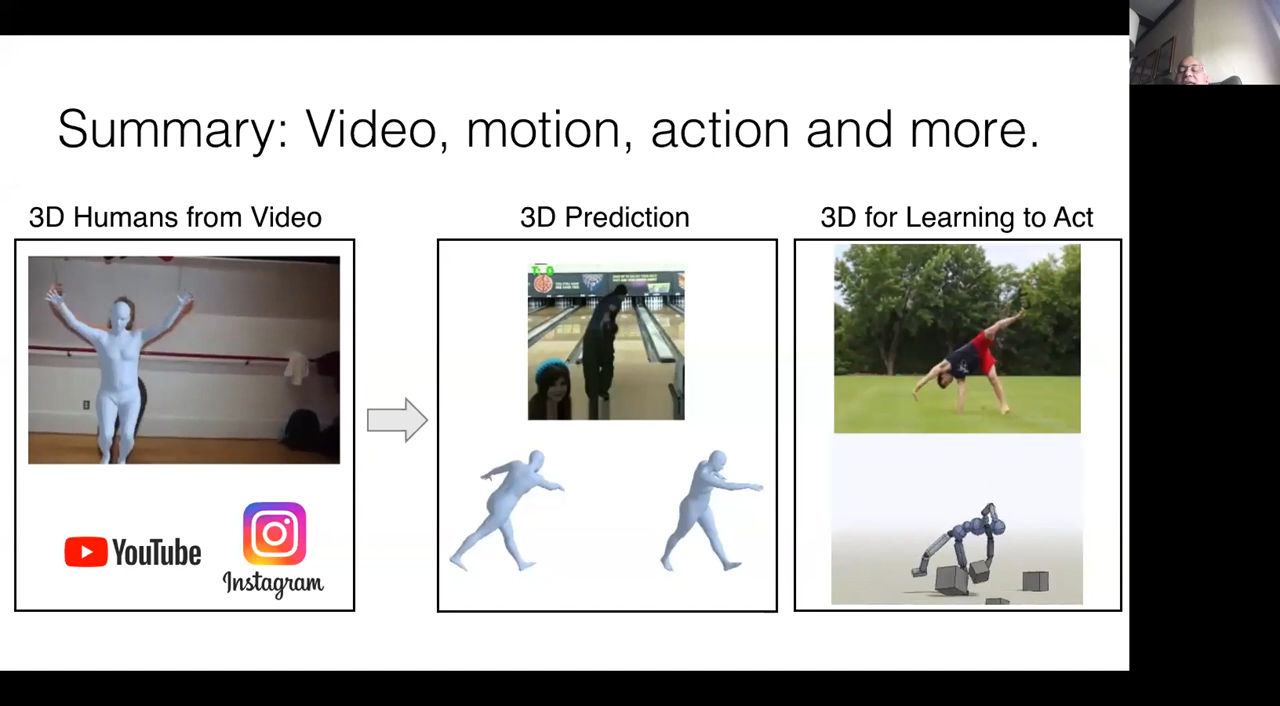 Summary: Video, motion, action and more.
3D Humans from Video
3D Prediction
3D for Learning to Act
YouTube
Instagram